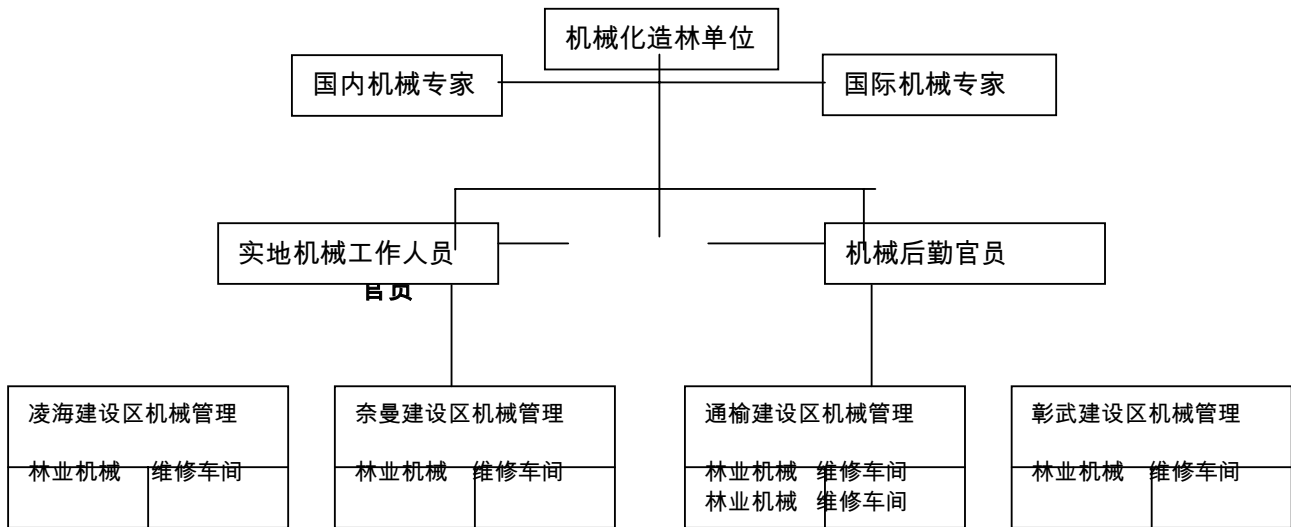 机械化造林单位
国内机械专家
国际机械专家
实地机械工作人员
官员
机械后勤官员
凌海建设区机械管理
林业机械 维修车间
奈曼建设区机械管理
林业机械 维修车间
通榆建设区机械管理
林业机械 维修车间
林业机械 维修车间
彰武建设区机械管理
林业机械 维修车间